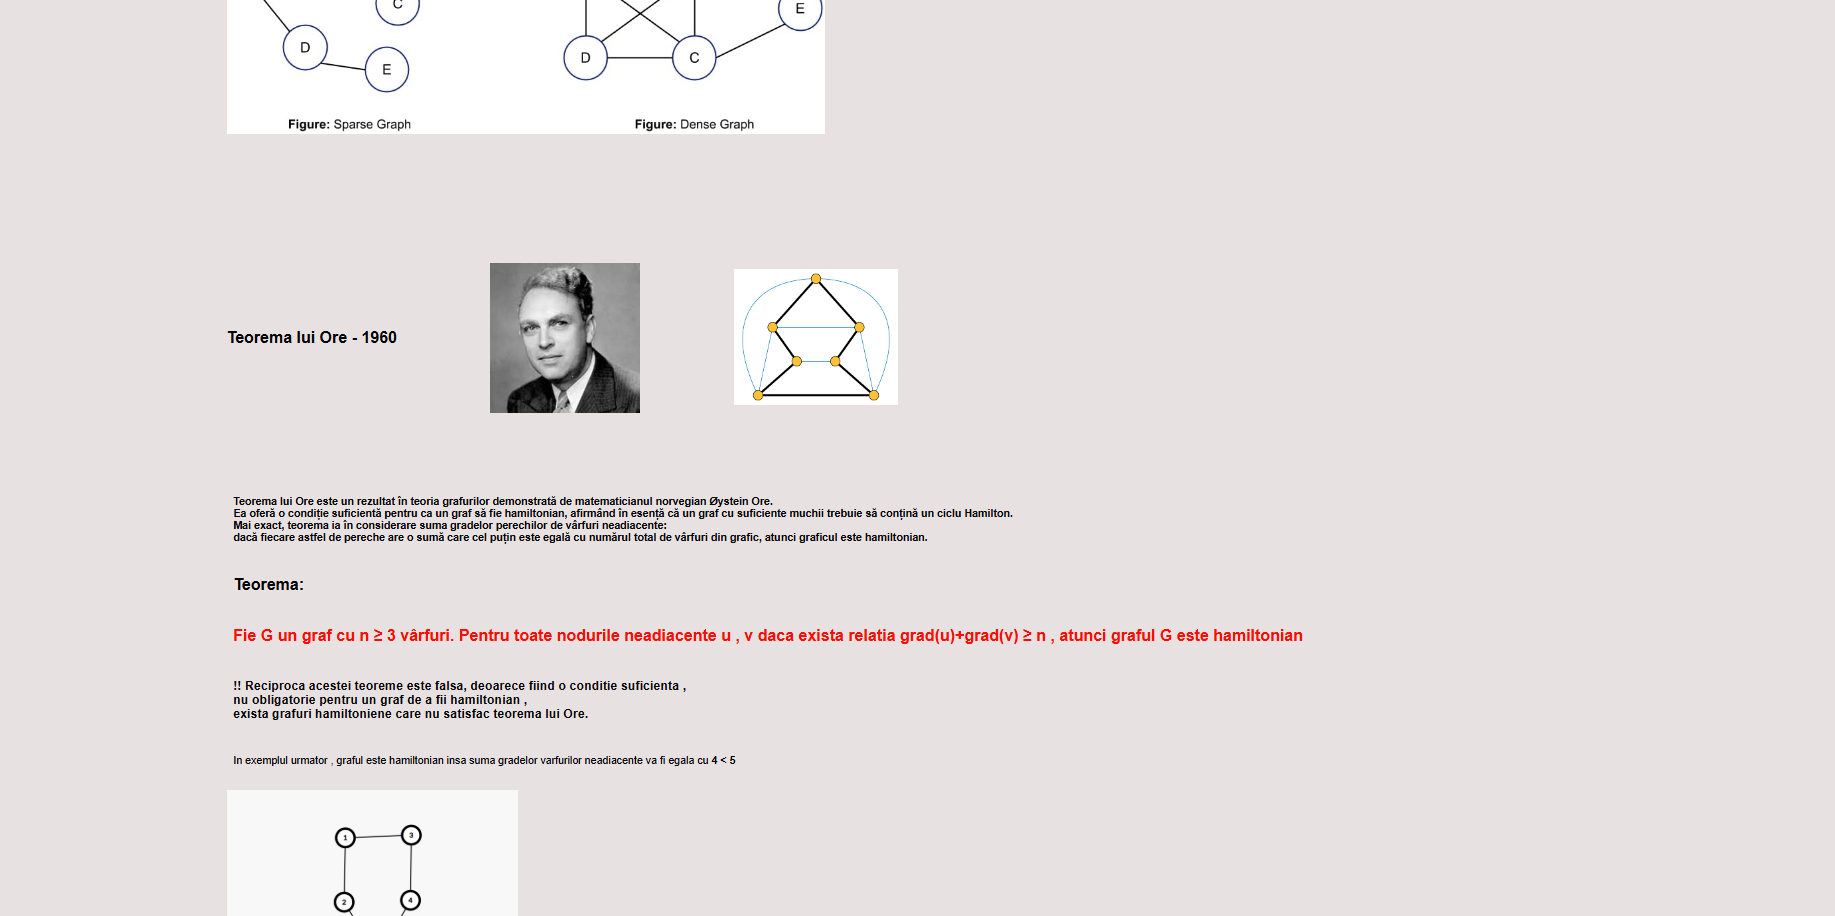 C
E
D
E
D
C
Figure: Sparse Graph
Figure: Dense Graph
Teorema lui Ore - 1960
Teorema lui Ore este un rezultat în teoria grafurilor demonstrată de matematicianul norvegian Øystein Ore.
Ea oferă o condiție suficientă pentru ca un graf să fie hamiltonian, afirmând în esență că un graf cu suficiente muchii trebuie să conțină un ciclu Hamilton.
Mai exact, teorema ia în considerare suma gradelor perechilor de vârfuri neadiacente:
dacă fiecare astfel de pereche are o sumă care cel puțin este egală cu numărul total de vârfuri din grafic, atunci graficul este hamiltonian.
Teorema:
Fie G un graf cu n ≥ 3 vârfuri. Pentru toate nodurile neadiacente u , v daca exista relatia grad(u)+grad(v) ≥ n , atunci graful G este hamiltonian
!! Reciproca acestei teoreme este falsa, deoarece fiind o conditie suficienta ,
nu obligatorie pentru un graf de a fii hamiltonian ,
exista grafuri hamiltoniene care nu satisfac teorema lui Ore.
In exemplul urmator , graful este hamiltonian insa suma gradelor varfurilor neadiacente va fi egala cu 4 < 5
1
3
2
4